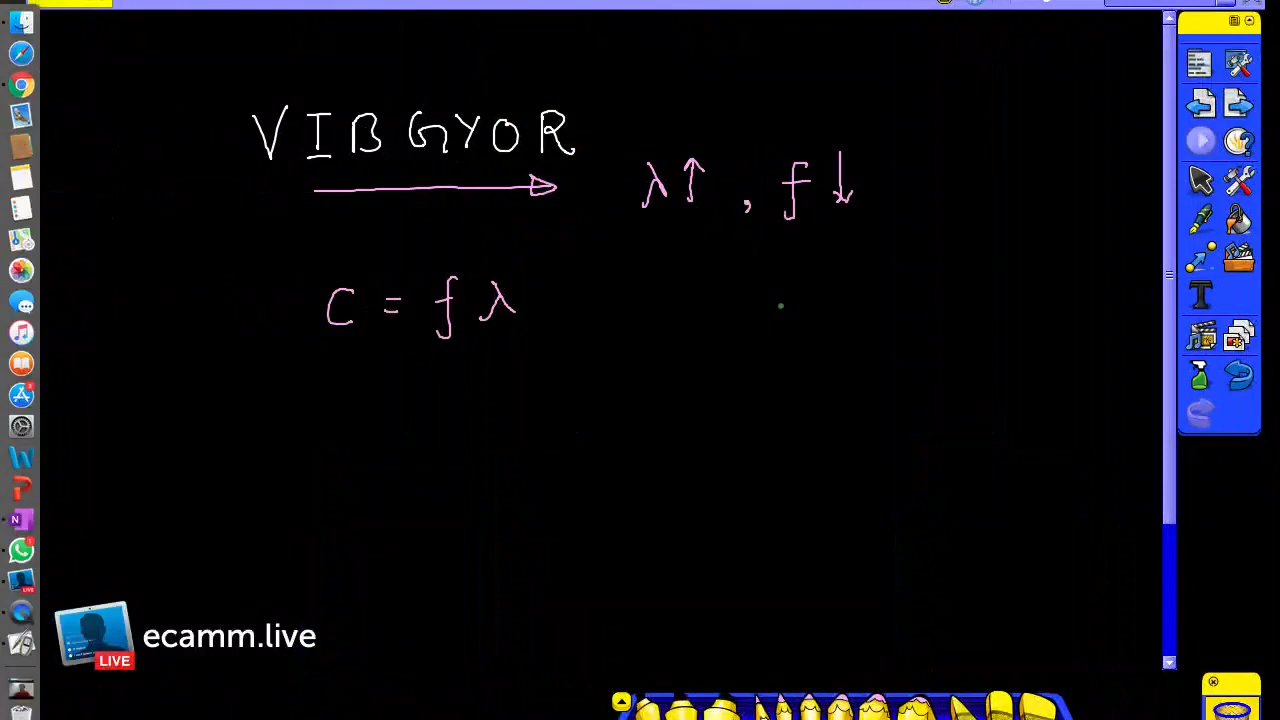 VIBGYOR
λ↑, f↓
C = fλ
ecamm.live
LIVE